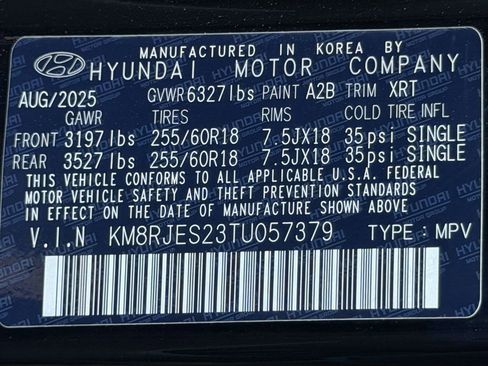 MANUFACTURED IN KOREA BY
HYUNDAI MOTOR COMPANY
AUG/2025 GVWR 6327lbs PAINT A2B TRIM XRT
GAWR TIRES RIMS COLD TIRE INFL
FRONT 3197lbs 255/60R18 7.5JX18 35psi SINGLE
REAR 3527lbs 255/60R18 7.5JX18 35psi SINGLE
THIS VEHICLE CONFORMS TO ALL APPLICABLE U.S.A. FEDERAL
MOTOR VEHICLE SAFETY AND THEFT PREVENTION STANDARDS
IN EFFECT ON THE DATE OF MANUFACTURE SHOWN ABOVE.
V.I.N KM8RJES23TU057379 TYPE: MPV